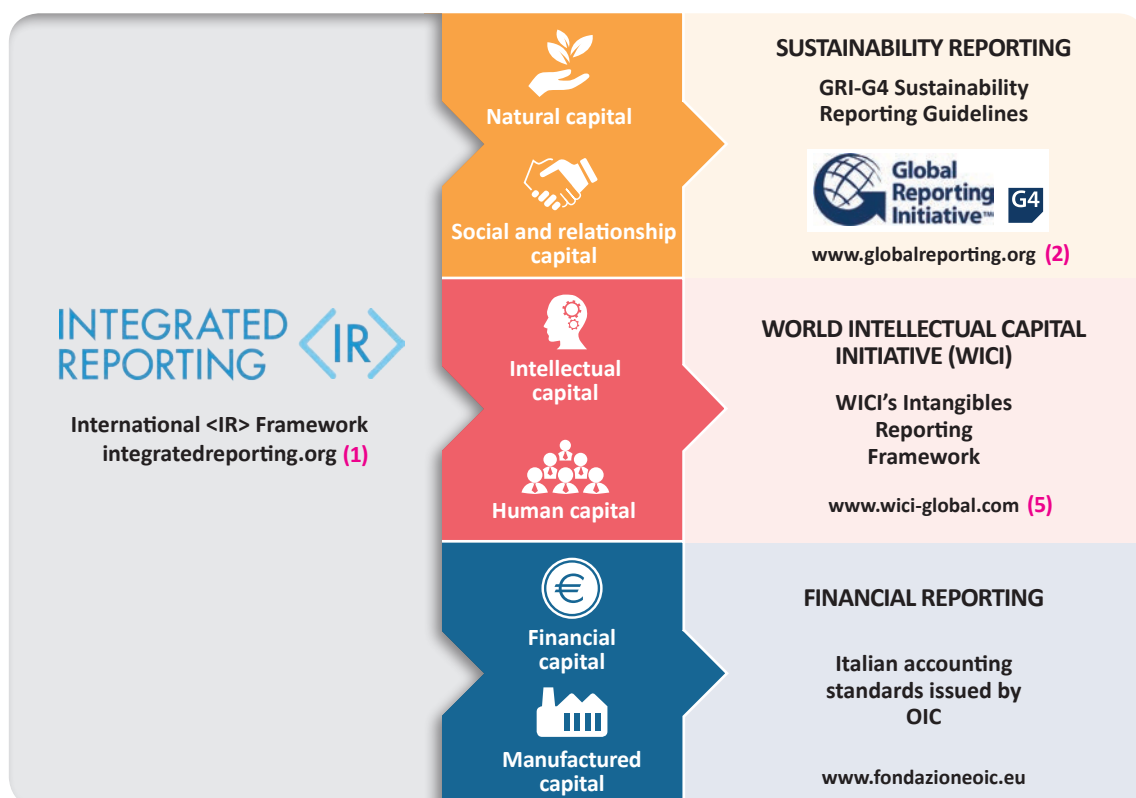 INTEGRATED
REPORTING
<IR>
International <IR> Framework
integratedreporting.org (1)
Natural capital
Social and relationship
capital
Intellectual
capital
Human capital
€
Financial
capital
Manufactured
capital
SUSTAINABILITY REPORTING
GRI-G4 Sustainability
Reporting Guidelines
Global
Reporting
Initiative™
G4
www.globalreporting.org (2)
WORLD INTELLECTUAL CAPITAL
INITIATIVE (WICI)
WICI’s Intangibles
Reporting
Framework
www.wici-global.com (5)
FINANCIAL REPORTING
Italian accounting
standards issued by
OIC
www.fondazioneoic.eu